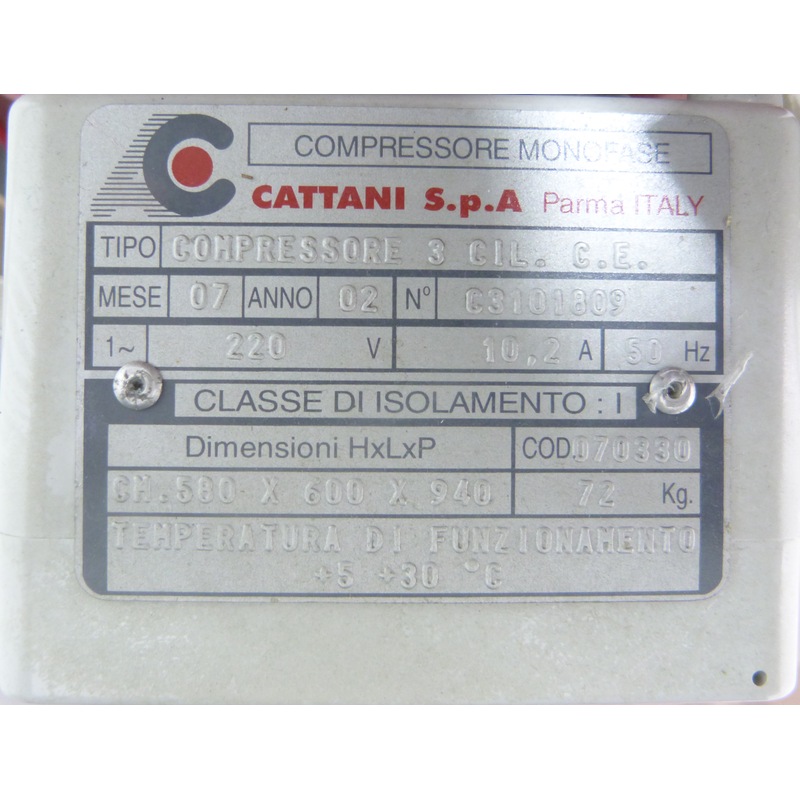 COMPRESSORE MONOFASE
CATTANI S.p.A Parma ITALY
TIPO COMPRESSORE 3 CIL. C.E.
MESE 07 ANNO 02 N° C3101809
1~ 220 V 10,2 A 50 Hz
CLASSE DI ISOLAMENTO : I
Dimensioni HxLxP COD. 070330
CM.580 X 600 X 940 72 Kg.
TEMPERATURA DI FUNZIONAMENTO
+5 +30 °C